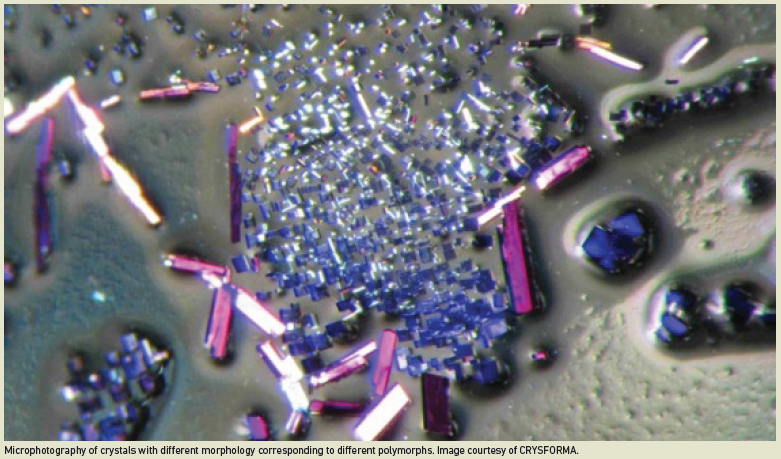 Microphotography of crystals with different morphology corresponding to different polymorphs. Image courtesy of CRYSFORMA.